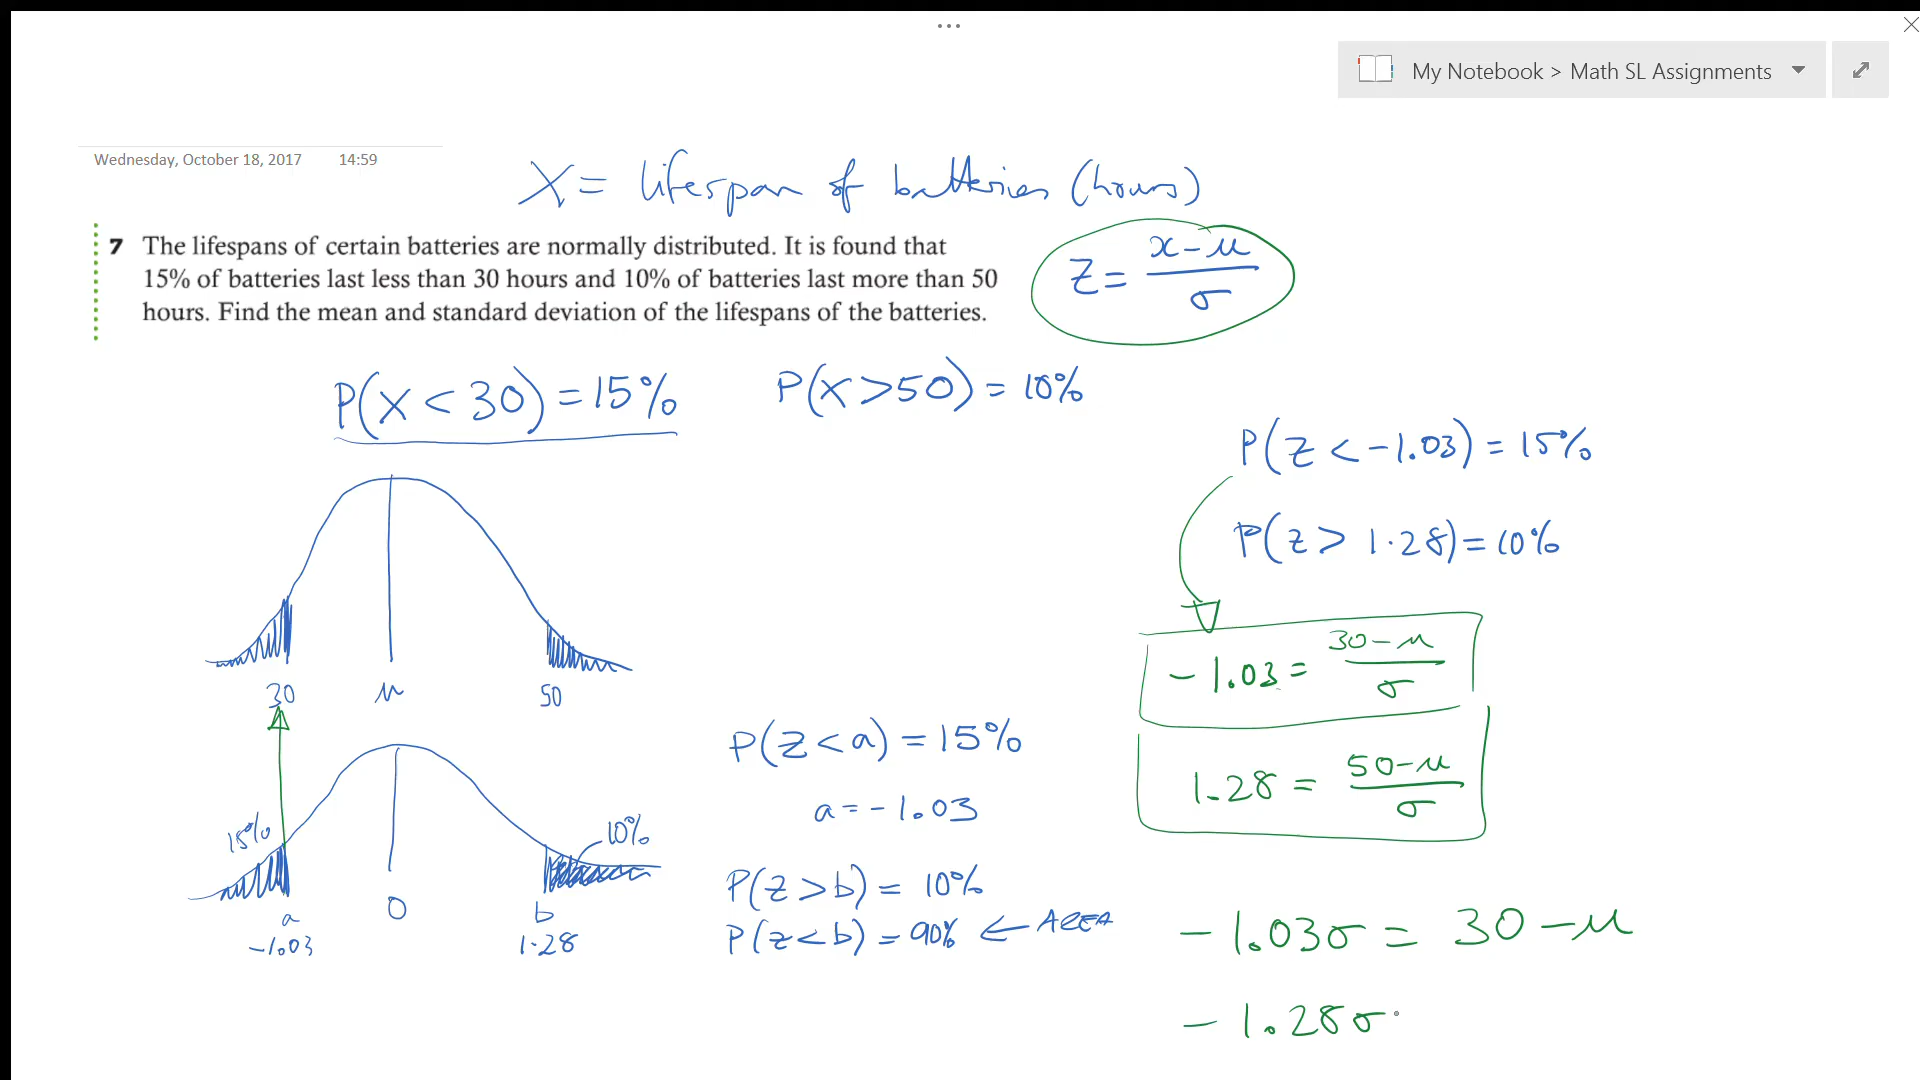 My Notebook > Math SL Assignments
Wednesday, October 18, 2017 14:59
X = lifespan of batteries (hours)
7 The lifespans of certain batteries are normally distributed. It is found that
15% of batteries last less than 30 hours and 10% of batteries last more than 50
hours. Find the mean and standard deviation of the lifespans of the batteries.
z = (x - μ) / σ
P(X < 30) = 15%
P(X > 50) = 10%
P(Z < -1.03) = 15%
P(Z > 1.28) = 10%
30 μ 50
-1.03 = (30 - μ) / σ
1.28 = (50 - μ) / σ
15% 10%
a 0 b
-1.03 1.28
P(Z < a) = 15%
a = -1.03
P(Z > b) = 10%
P(Z < b) = 90% ← AREA
-1.03σ = 30 - μ
-1.28σ